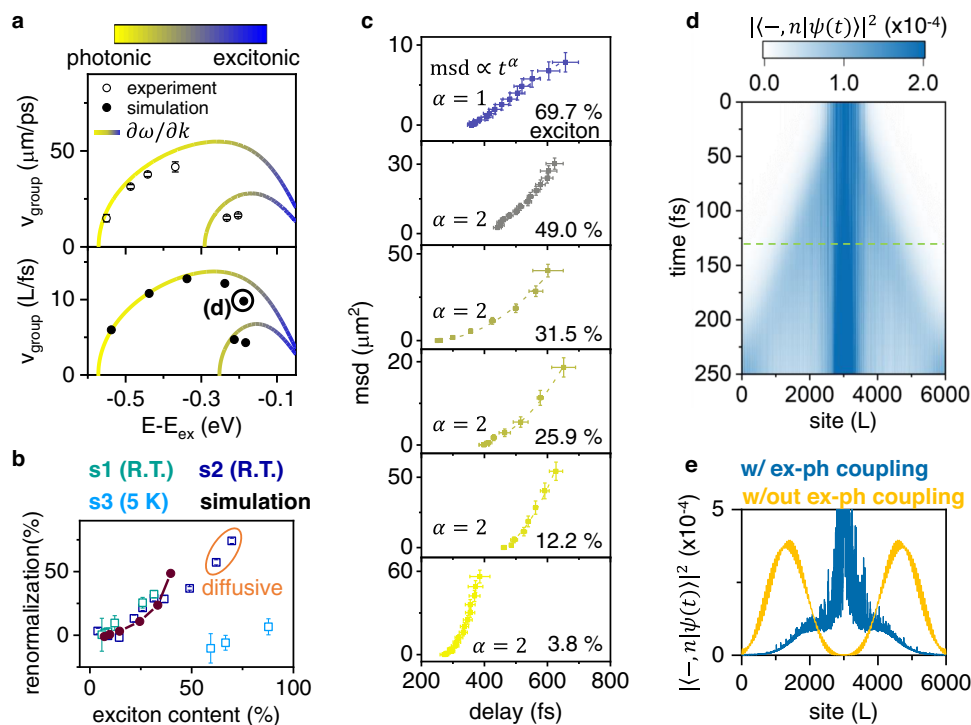 a
photonic excitonic
experiment
simulation
∂ω/∂k
v_group (μm/ps)
50
0
v_group (L/fs)
10
0
(d)
-0.5 -0.3 -0.1
E-E_ex (eV)
b
s1 (R.T.) s2 (R.T.)
s3 (5 K) simulation
renormalization(%)
100
50
0
diffusive
0 50 100
exciton content (%)
c
msd (μm²)
10
0
msd ∝ t^α
α = 1
69.7 %
exciton
30
0
α = 2
49.0 %
50
0
α = 2
31.5 %
20
0
α = 2
25.9 %
50
0
α = 2
12.2 %
60
0
α = 2
3.8 %
200 400 600 800
delay (fs)
d
|⟨−, n|ψ(t)⟩|² (x10⁻⁴)
0.0 1.0 2.0
time (fs)
0
50
100
150
200
250
0 2000 4000 6000
site (L)
e
w/ ex-ph coupling
w/out ex-ph coupling
|⟨−, n|ψ(t)⟩|² (x10⁻⁴)
5
0
0 2000 4000 6000
site (L)